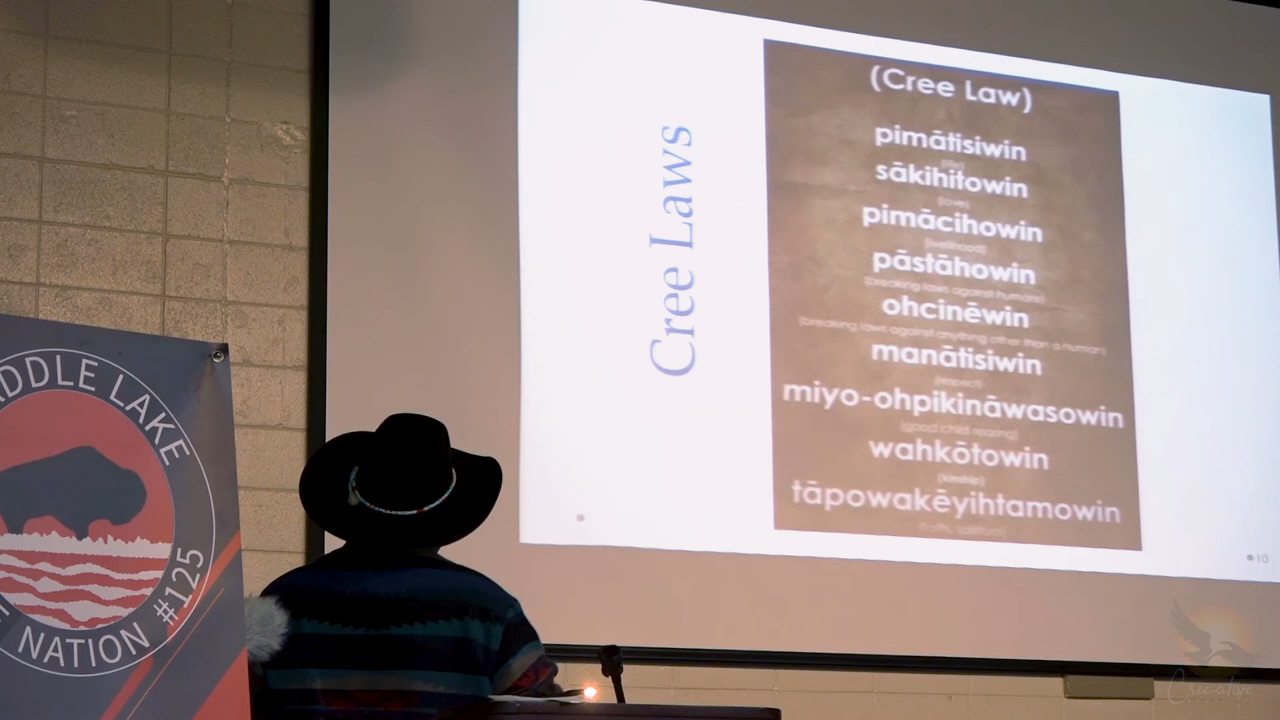 DDLE LAKE
NATION #125
Cree Laws
(Cree Law)
pimātisiwin
(life)
sākihitowin
(love)
pimācihowin
(livelihood)
pāstāhowin
(breaking laws against humans)
ohcinēwin
(breaking laws against anything other than a human)
manātisiwin
(respect)
miyo-ohpikināwasowin
(good child rearing)
wahkōtowin
(kinship)
tāpowakēyihtamowin
10
Cree-ative